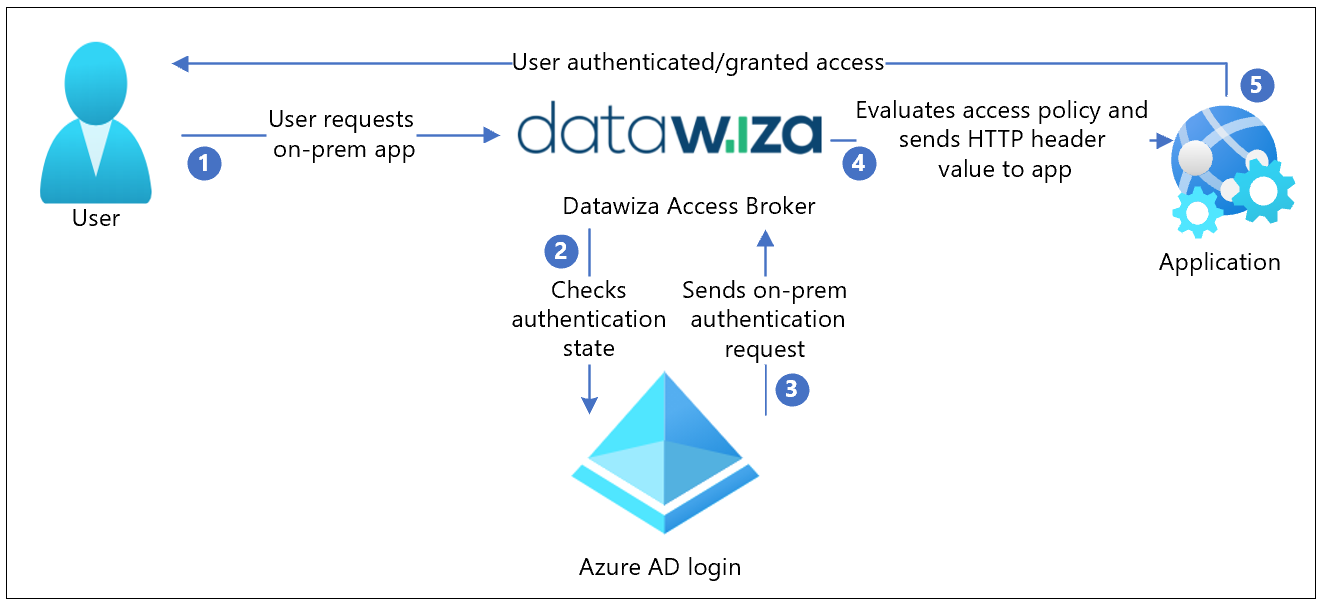 User authenticated/granted access
5
User requests
on-prem app
1
datawiza
4
Evaluates access policy and
sends HTTP header
value to app
User
Datawiza Access Broker
Application
2
Checks
authentication
state
Sends on-prem
authentication
request
3
Azure AD login